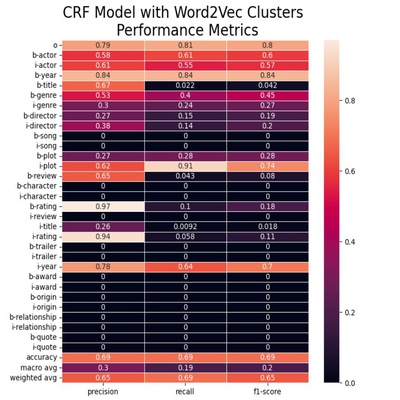 CRF Model with Word2Vec Clusters
Performance Metrics
o 0.79 0.81 0.8
b-actor 0.58 0.61 0.6
i-actor 0.61 0.55 0.57
b-year 0.84 0.84 0.84
b-title 0.67 0.022 0.042
b-genre 0.53 0.4 0.45
i-genre 0.3 0.24 0.27
b-director 0.27 0.15 0.19
i-director 0.38 0.14 0.2
b-song 0 0 0
i-song 0 0 0
b-plot 0.27 0.28 0.28
i-plot 0.62 0.91 0.74
b-review 0.65 0.043 0.08
b-character 0 0 0
i-character 0 0 0
b-rating 0.97 0.1 0.18
i-review 0 0 0
i-title 0.26 0.0092 0.018
i-rating 0.94 0.058 0.11
b-trailer 0 0 0
i-trailer 0 0 0
i-year 0.78 0.64 0.7
b-award 0 0 0
i-award 0 0 0
b-origin 0 0 0
i-origin 0 0 0
b-relationship 0 0 0
i-relationship 0 0 0
b-quote 0 0 0
i-quote 0 0 0
accuracy 0.69 0.69 0.69
macro avg 0.3 0.19 0.2
weighted avg 0.65 0.69 0.65
precision recall f1-score
0.8
0.6
0.4
0.2
0.0